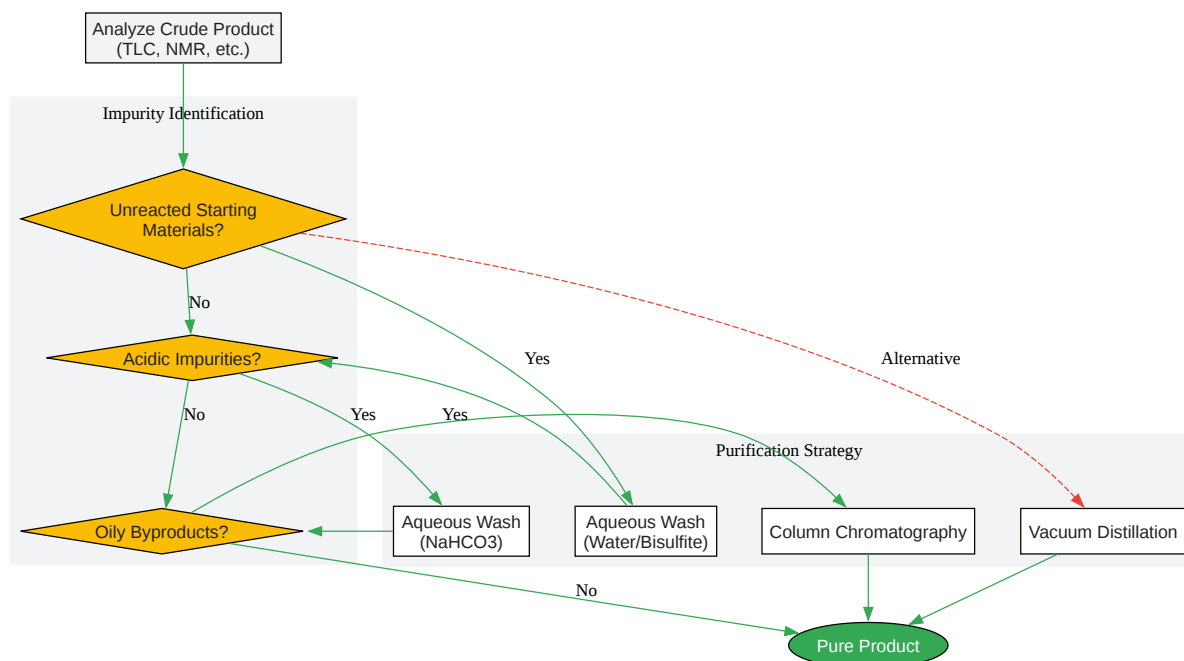 Analyze Crude Product
(TLC, NMR, etc.)
Impurity Identification
Unreacted Starting
Materials?
No
Acidic Impurities?
Yes
Alternative
No
Yes
Yes
Purification Strategy
Oily Byproducts?
Aqueous Wash
(NaHCO3)
Aqueous Wash
(Water/Bisulfite)
Column Chromatography
Vacuum Distillation
No
Pure Product